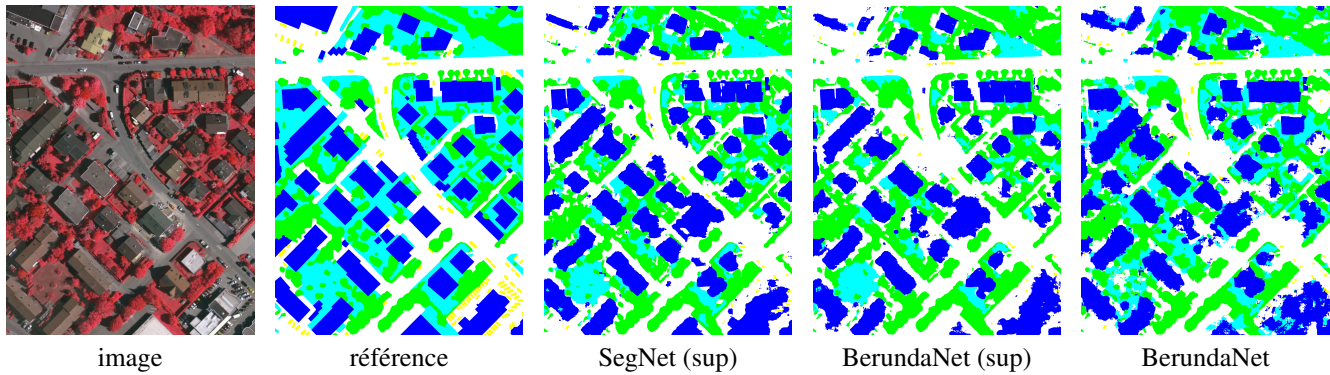 image
référence
SegNet (sup)
BerundaNet (sup)
BerundaNet